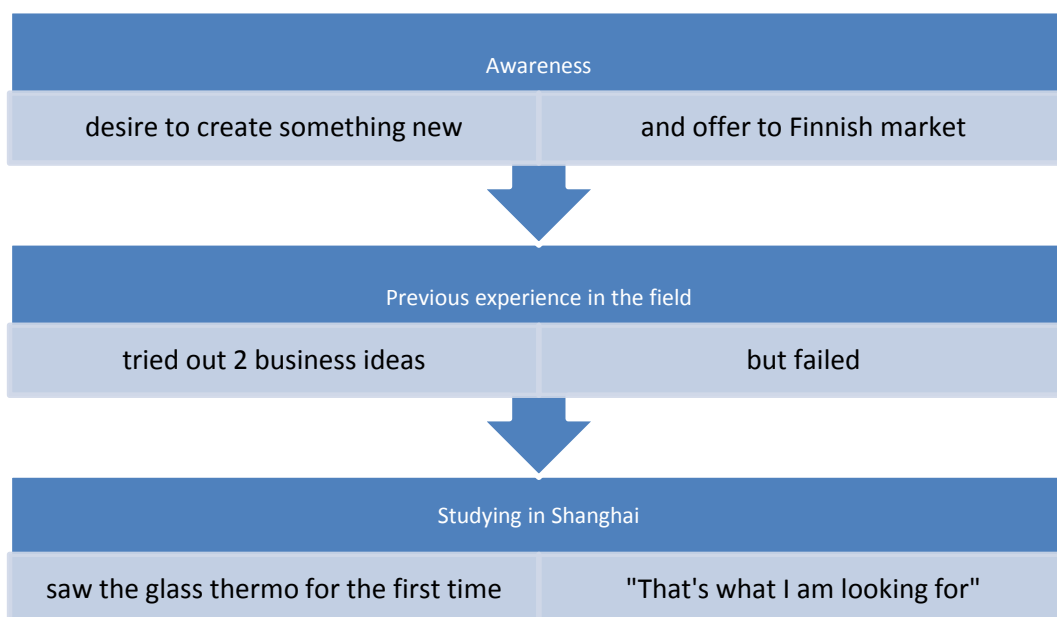 Awareness
desire to create something new
and offer to Finnish market
Previous experience in the field
tried out 2 business ideas
but failed
Studying in Shanghai
saw the glass thermo for the first time
"That's what I am looking for"